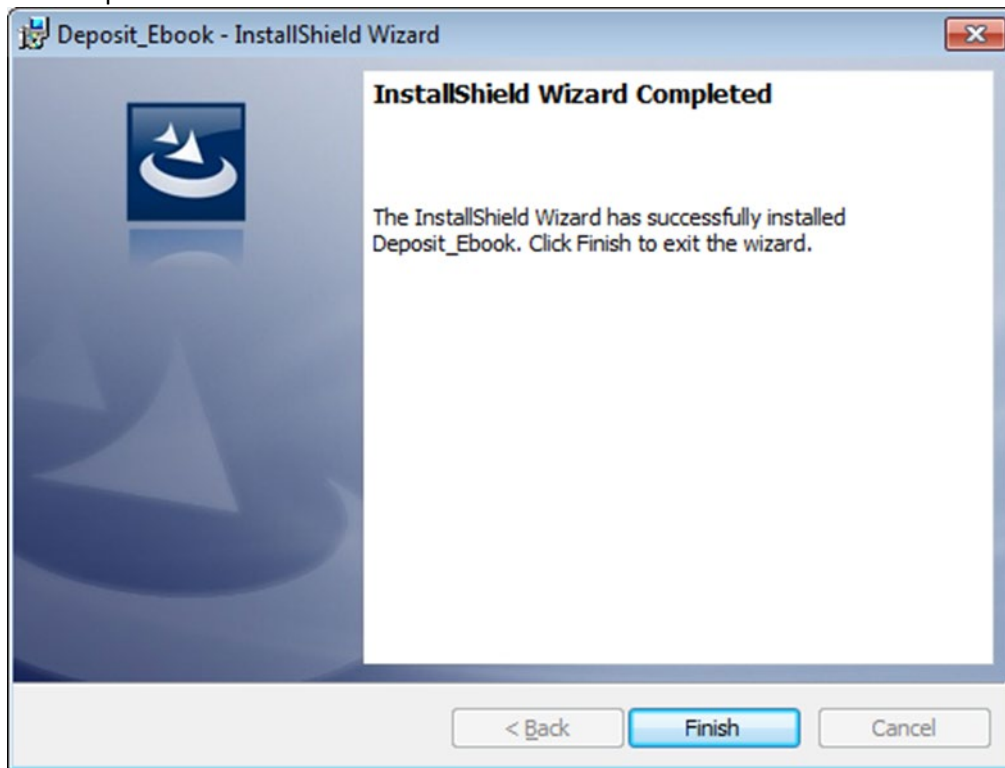 Deposit_Ebook - InstallShield Wizard
InstallShield Wizard Completed
The InstallShield Wizard has successfully installed
Deposit_Ebook. Click Finish to exit the wizard.
< Back
Finish
Cancel